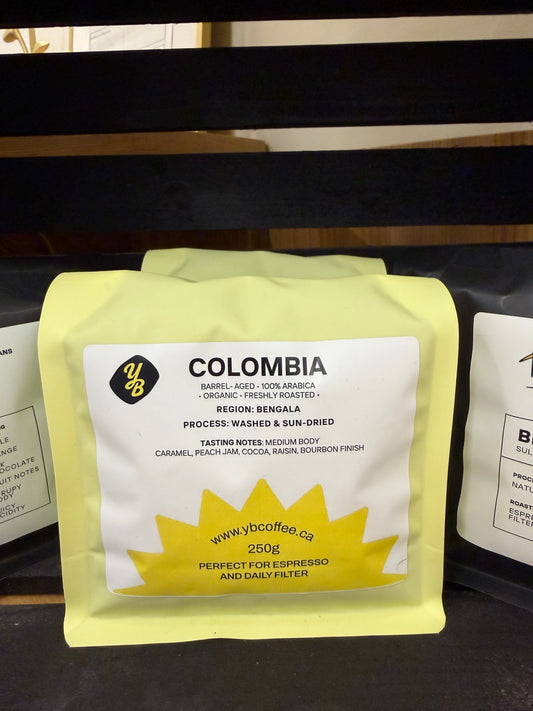 YB
COLOMBIA
BARREL- AGED • 100% ARABICA
• ORGANIC • FRESHLY ROASTED •
REGION: BENGALA
PROCESS: WASHED & SUN-DRIED
TASTING NOTES: MEDIUM BODY
CARAMEL, PEACH JAM, COCOA, RAISIN, BOURBON FINISH
www.ybcoffee.ca
250g
PERFECT FOR ESPRESSO
AND DAILY FILTER